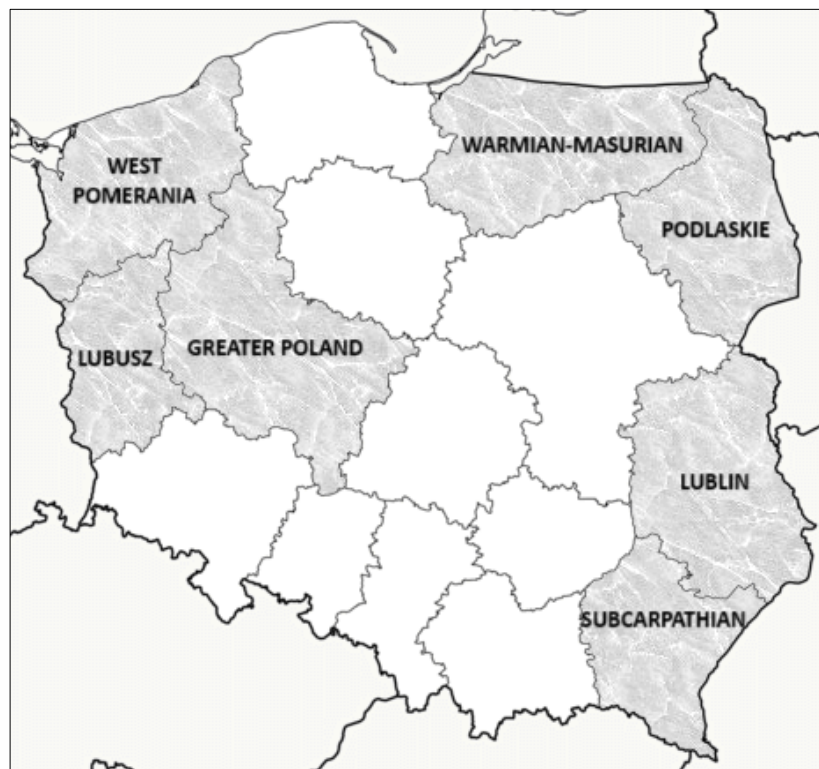 WARMIAN-MASURIAN
WEST
POMERANIA
PODLASKIE
LUBUSZ
GREATER POLAND
LUBLIN
SUBCARPATHIAN